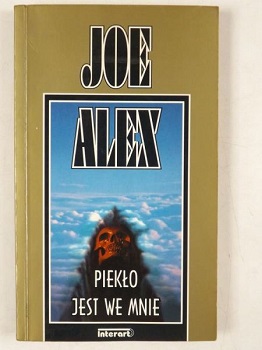 JOE
ALEX
PIEKŁO
JEST WE MNIE
Interart